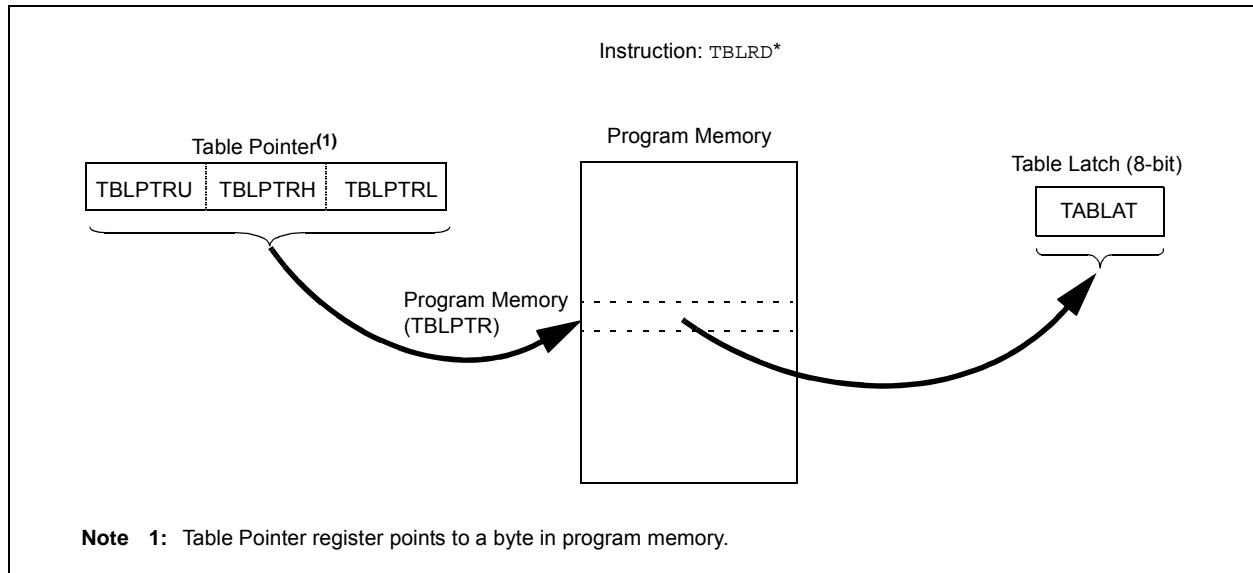 Instruction: TBLRD*
Table Pointer(1)
Program Memory
Table Latch (8-bit)
TBLPTRU TBLPTRH TBLPTRL
TABLAT
Program Memory
(TBLPTR)
Note 1: Table Pointer register points to a byte in program memory.